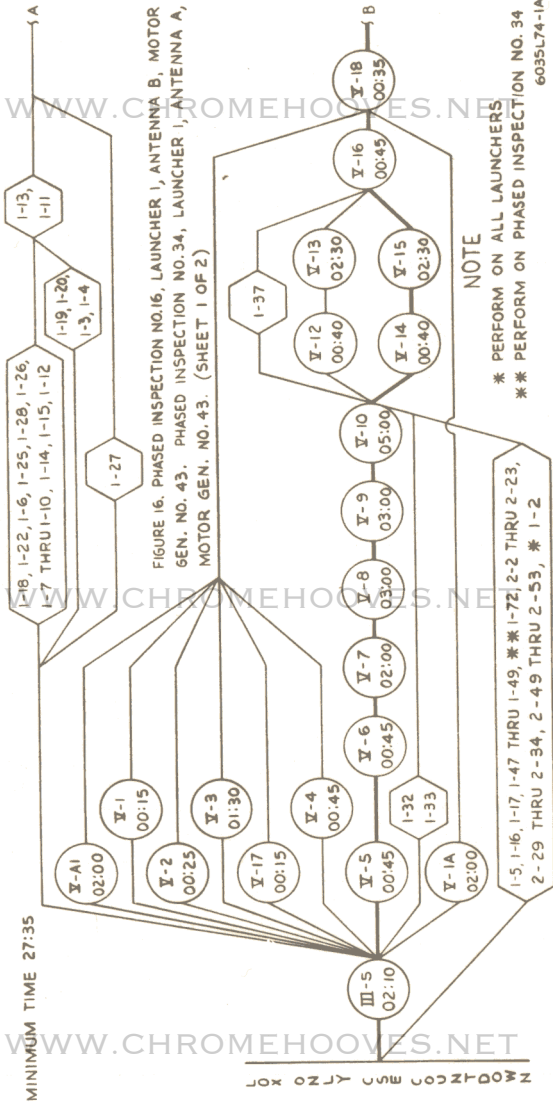 MINIMUM TIME 27:35
LOX ONLY CSE COUNTDOWN
III-5
02:10
V-A1
02:00
V-1
00:15
V-2
00:25
V-3
01:30
V-17
00:15
V-4
00:45
V-5
00:45
V-6
00:45
V-7
02:00
V-8
03:00
V-9
03:00
V-10
05:00
1-32
1-33
V-1A
02:00
1-18, 1-22, 1-6, 1-25, 1-28, 1-26,
1-7 THRU 1-10, 1-14, 1-15, 1-12
1-13,
1-11
1-19, 1-20,
1-3, 1-4
1-27
A
FIGURE 16. PHASED INSPECTION NO.16, LAUNCHER 1, ANTENNA B, MOTOR
GEN. NO. 43. PHASED INSPECTION NO. 34, LAUNCHER 1, ANTENNA A,
MOTOR GEN. NO. 43. (SHEET 1 OF 2)
1-37
V-12
00:40
V-13
02:30
V-14
00:40
V-15
02:30
V-16
00:45
V-18
00:35
B
1-5, 1-16, 1-17, 1-47 THRU 1-49, ** 1-72, 2-2 THRU 2-23,
2-29 THRU 2-34, 2-49 THRU 2-53, * 1-2
NOTE
* PERFORM ON ALL LAUNCHERS
** PERFORM ON PHASED INSPECTION NO. 34
6035L74-1A
WWW.CHROMEHOOVES.NET
WWW.CHROMEHOOVES.NET
WWW.CHROMEHOOVES.NET